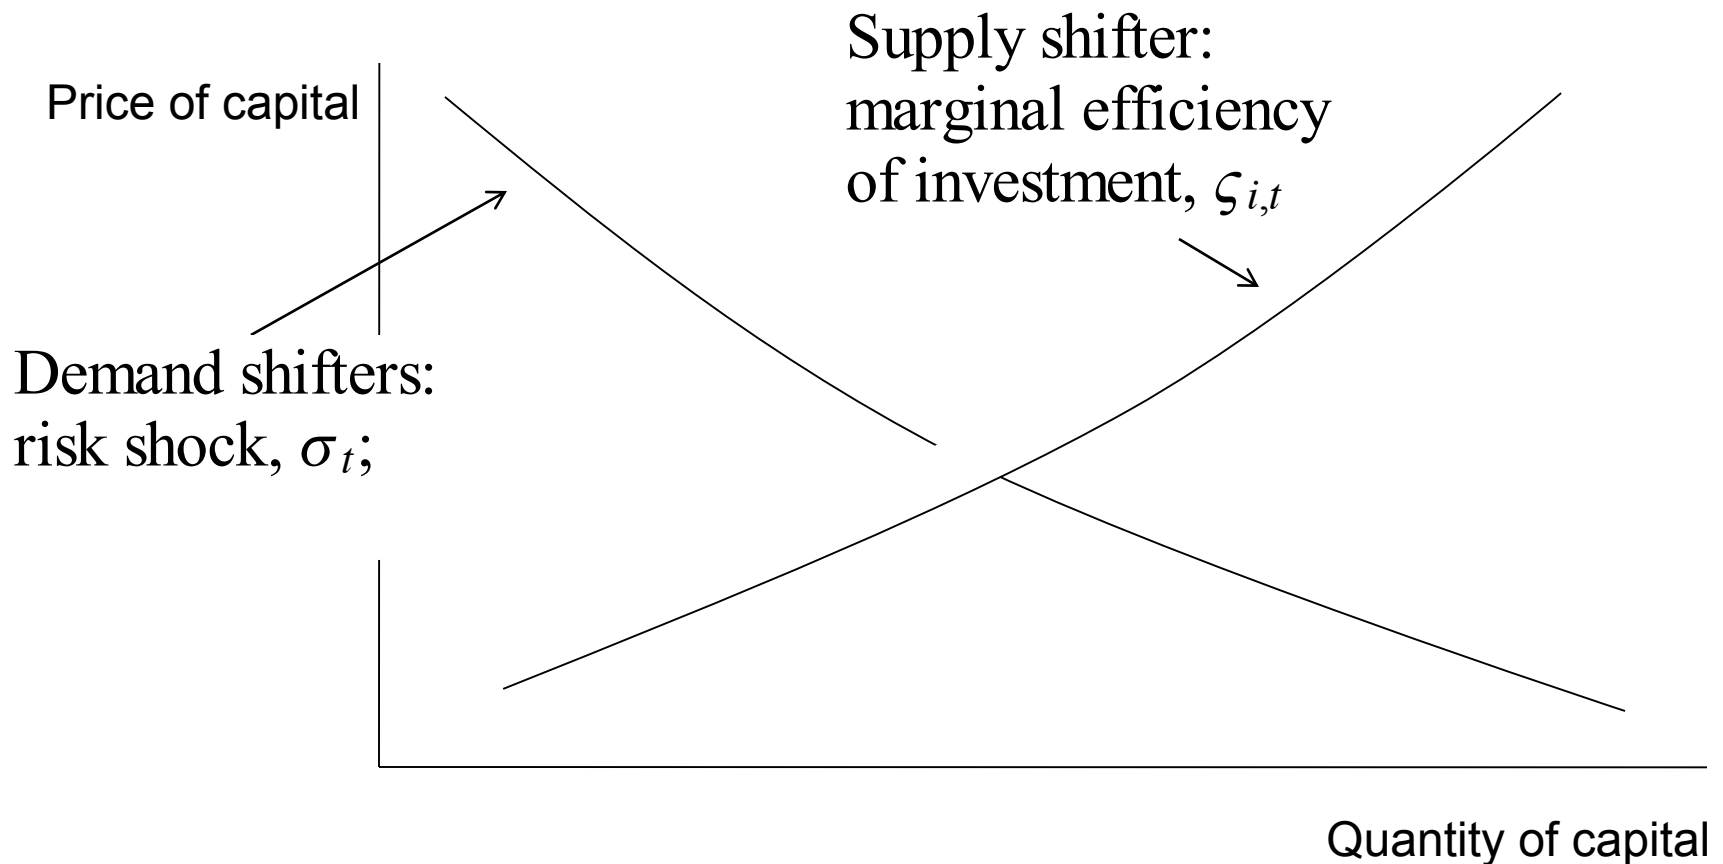 Supply shifter:
marginal efficiency
of investment, ς i,t
Price of capital
Demand shifters:
risk shock, σ t;
Quantity of capital